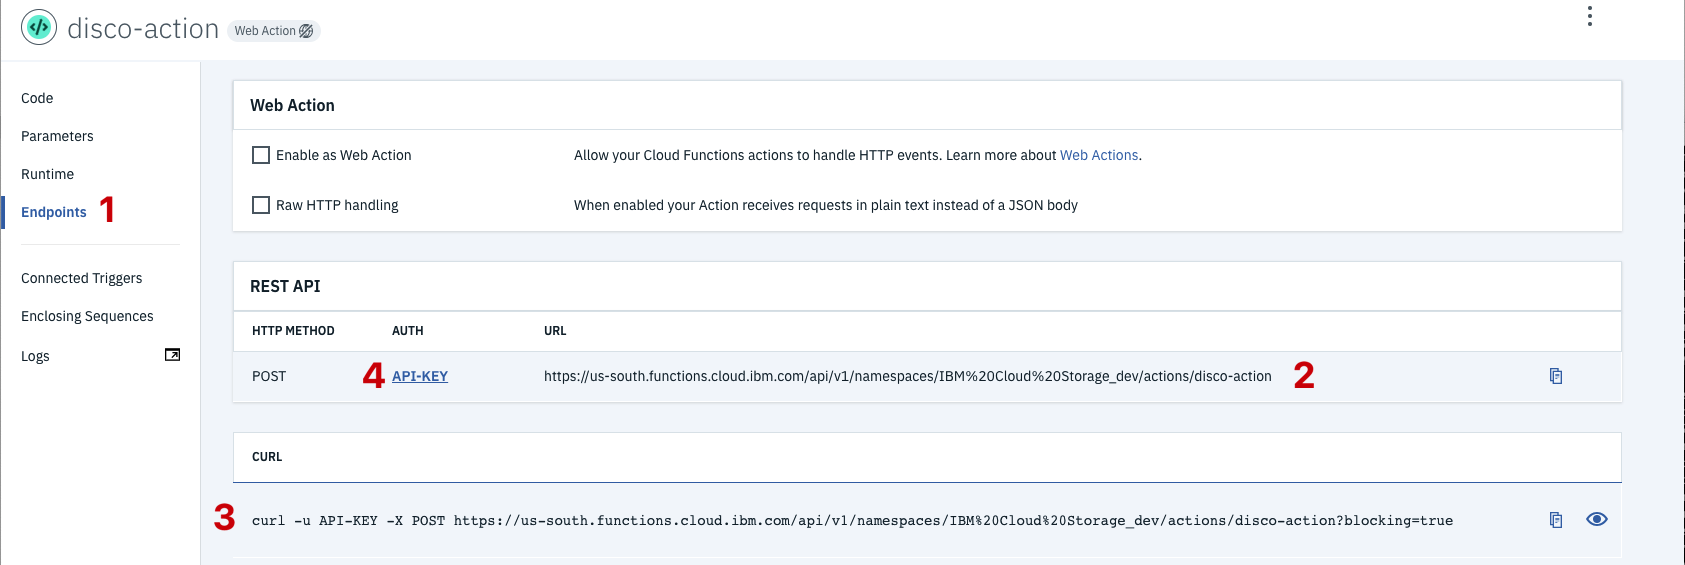 disco-action Web Action
Code
Parameters
Runtime
Endpoints 1
Connected Triggers
Enclosing Sequences
Logs
Web Action
Enable as Web Action Allow your Cloud Functions actions to handle HTTP events. Learn more about Web Actions.
Raw HTTP handling When enabled your Action receives requests in plain text instead of a JSON body
REST API
HTTP METHOD AUTH URL
POST 4 API-KEY https://us-south.functions.cloud.ibm.com/api/v1/namespaces/IBM%20Cloud%20Storage_dev/actions/disco-action 2
CURL
3 curl -u API-KEY -X POST https://us-south.functions.cloud.ibm.com/api/v1/namespaces/IBM%20Cloud%20Storage_dev/actions/disco-action?blocking=true